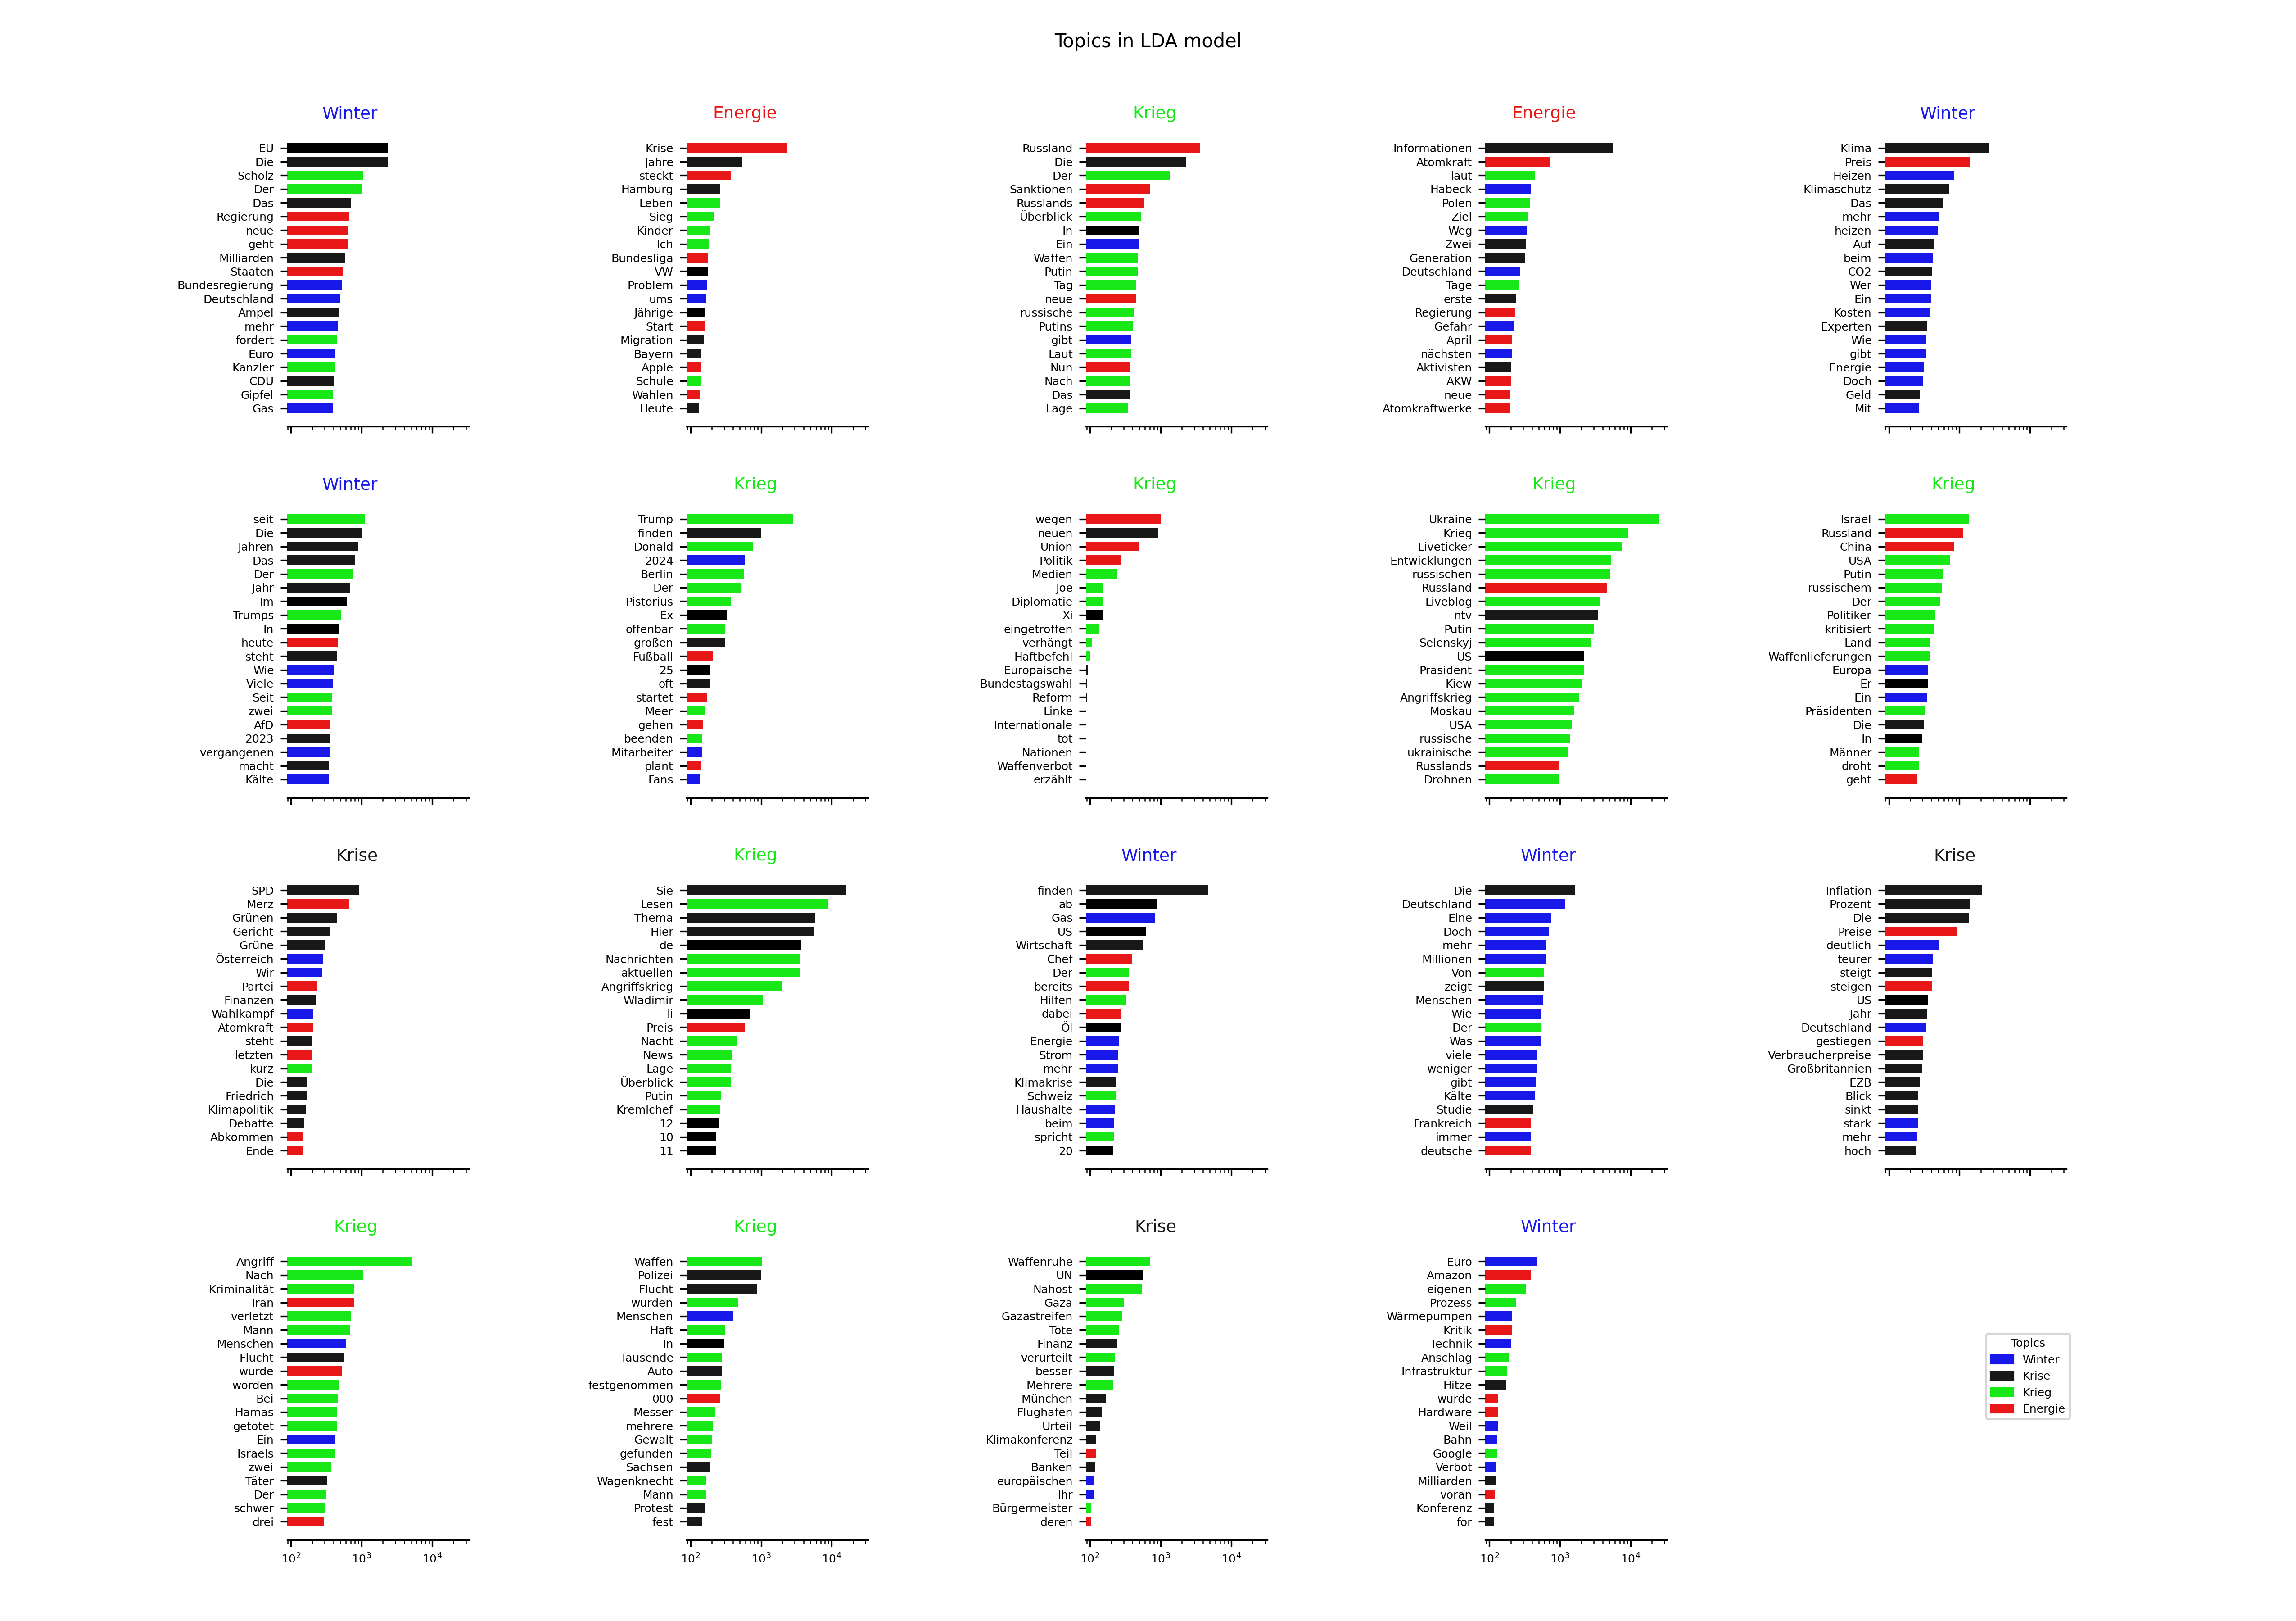 Topics in LDA model
Winter
EU
Die
Scholz
Der
Das
Regierung
neue
geht
Milliarden
Staaten
Bundesregierung
Deutschland
Ampel
mehr
fordert
Euro
Kanzler
CDU
Gipfel
Gas
Energie
Krise
Jahre
steckt
Hamburg
Leben
Sieg
Kinder
Ich
Bundesliga
VW
Problem
ums
Jährige
Start
Migration
Bayern
Apple
Schule
Wahlen
Heute
Krieg
Russland
Die
Der
Sanktionen
Russlands
Überblick
In
Ein
Waffen
Putin
Tag
neue
russische
Putins
gibt
Laut
Nun
Nach
Das
Lage
Energie
Informationen
Atomkraft
laut
Habeck
Polen
Ziel
Weg
Zwei
Generation
Deutschland
Tage
erste
Regierung
Gefahr
April
nächsten
Aktivisten
AKW
neue
Atomkraftwerke
Winter
Klima
Preis
Heizen
Klimaschutz
Das
mehr
heizen
Auf
beim
CO2
Wer
Ein
Kosten
Experten
Wie
gibt
Energie
Doch
Geld
Mit
Winter
seit
Die
Jahren
Das
Der
Jahr
Im
Trumps
In
heute
steht
Wie
Viele
Seit
zwei
AfD
2023
vergangenen
macht
Kälte
Krieg
Trump
finden
Donald
2024
Berlin
Der
Pistorius
Ex
offenbar
großen
Fußball
25
oft
startet
Meer
gehen
beenden
Mitarbeiter
plant
Fans
Krieg
wegen
neuen
Union
Politik
Medien
Joe
Diplomatie
Xi
eingetroffen
verhängt
Haftbefehl
Europäische
Bundestagswahl
Reform
Linke
Internationale
tot
Nationen
Waffenverbot
erzählt
Krieg
Ukraine
Krieg
Liveticker
Entwicklungen
russischen
Russland
Liveblog
ntv
Putin
Selenskyj
US
Präsident
Kiew
Angriffskrieg
Moskau
USA
russische
ukrainische
Russlands
Drohnen
Krieg
Israel
Russland
China
USA
Putin
russischem
Der
Politiker
kritisiert
Land
Waffenlieferungen
Europa
Er
Ein
Präsidenten
Die
In
Männer
droht
geht
Krise
SPD
Merz
Grünen
Gericht
Grüne
Österreich
Wir
Partei
Finanzen
Wahlkampf
Atomkraft
steht
letzten
kurz
Die
Friedrich
Klimapolitik
Debatte
Abkommen
Ende
Krieg
Sie
Lesen
Thema
Hier
de
Nachrichten
aktuellen
Angriffskrieg
Wladimir
li
Preis
Nacht
News
Lage
Überblick
Putin
Kremlchef
12
10
11
Winter
finden
ab
Gas
US
Wirtschaft
Chef
Der
bereits
Hilfen
dabei
Öl
Energie
Strom
mehr
Klimakrise
Schweiz
Haushalte
beim
spricht
20
Winter
Die
Deutschland
Eine
Doch
mehr
Millionen
Von
zeigt
Menschen
Wie
Der
Was
viele
weniger
gibt
Kälte
Studie
Frankreich
immer
deutsche
Krise
Inflation
Prozent
Die
Preise
deutlich
teurer
steigt
steigen
US
Jahr
Deutschland
gestiegen
Verbraucherpreise
Großbritannien
EZB
Blick
sinkt
stark
mehr
hoch
Krieg
Angriff
Nach
Kriminalität
Iran
verletzt
Mann
Menschen
Flucht
wurde
worden
Bei
Hamas
getötet
Ein
Israels
zwei
Täter
Der
schwer
drei
10² 10³ 10⁴
Krieg
Waffen
Polizei
Flucht
wurden
Menschen
Haft
In
Tausende
Auto
festgenommen
000
Messer
mehrere
Gewalt
gefunden
Sachsen
Wagenknecht
Mann
Protest
fest
10² 10³ 10⁴
Krise
Waffenruhe
UN
Nahost
Gaza
Gazastreifen
Tote
Finanz
verurteilt
besser
Mehrere
München
Flughafen
Urteil
Klimakonferenz
Teil
Banken
europäischen
Ihr
Bürgermeister
deren
10² 10³ 10⁴
Winter
Euro
Amazon
eigenen
Prozess
Wärmepumpen
Kritik
Technik
Anschlag
Infrastruktur
Hitze
wurde
Hardware
Weil
Bahn
Google
Verbot
Milliarden
voran
Konferenz
for
10² 10³ 10⁴
Topics
Winter
Krise
Krieg
Energie